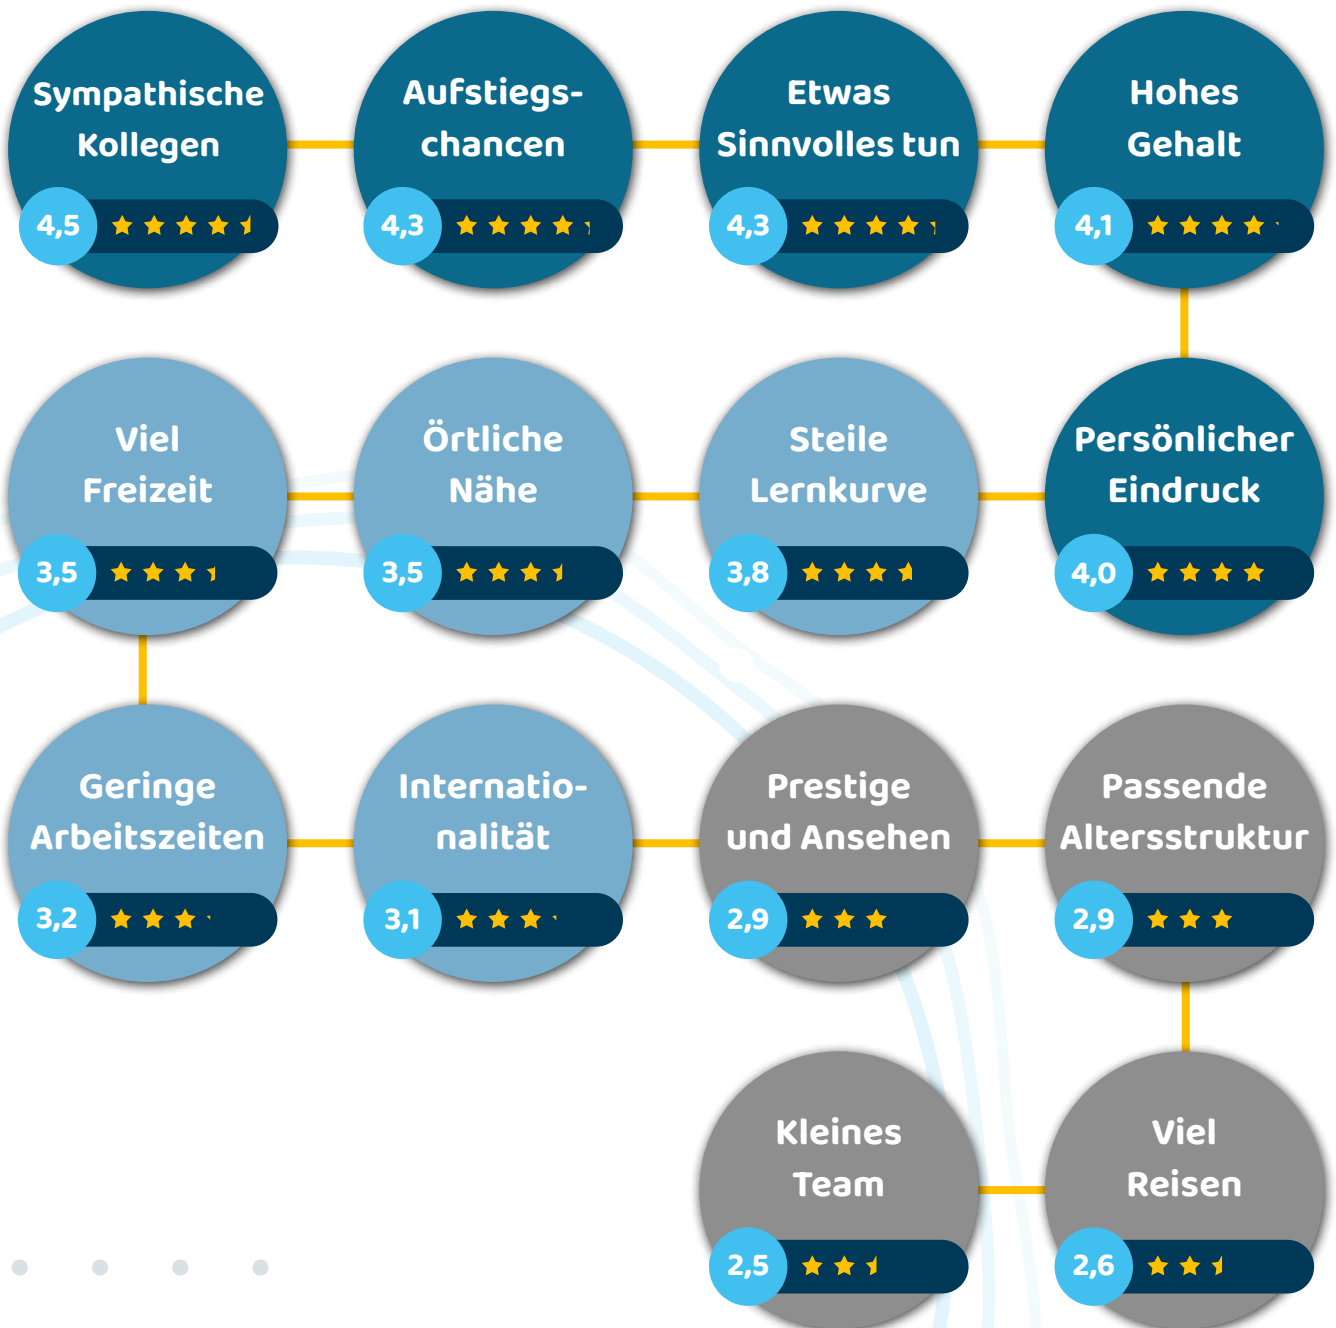 Sympathische
Kollegen
4,5
Aufstiegs-
chancen
4,3
Etwas
Sinnvolles tun
4,3
Hohes
Gehalt
4,1
Viel
Freizeit
3,5
Örtliche
Nähe
3,5
Steile
Lernkurve
3,8
Persönlicher
Eindruck
4,0
Geringe
Arbeitszeiten
3,2
Internatio-
nalität
3,1
Prestige
und Ansehen
2,9
Passende
Altersstruktur
2,9
Kleines
Team
2,5
Viel
Reisen
2,6